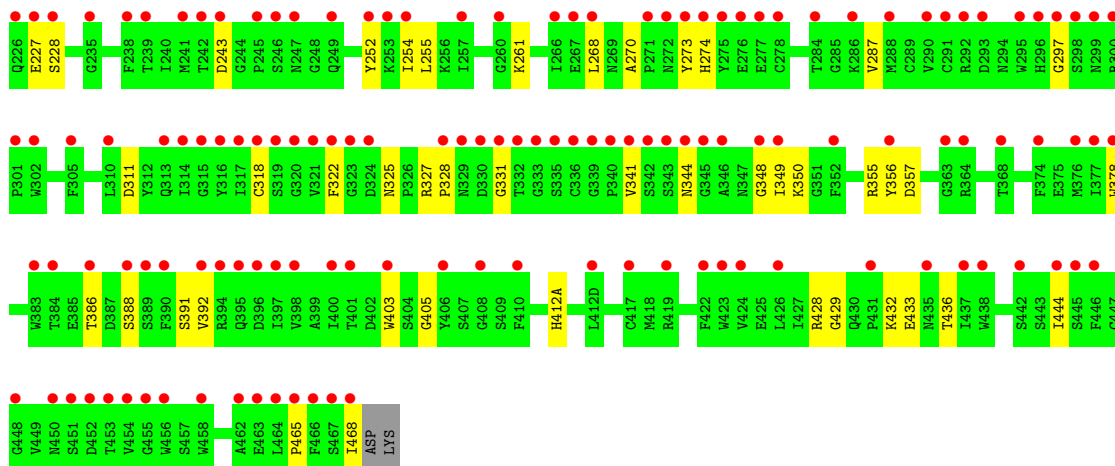 Q226 E227 S228 G235 F238 T239 I240 M241 T242 D243 G244 P245 S246 N247 G248 Q249 Y252 K253 I254 L255 K256 I257 G260 K261 I266 E267 L268 N269 A270 P271 N272 Y273 H274 Y275 E276 E277 C278 T284 G285 K286 V287 M288 C289 V290 C291 R292 D293 N294 W295 H296 G297 S298 N299 R300
P301 W302 F305 L310 D311 Y312 Q313 I314 G315 Y316 I317 C318 S319 G320 V321 F322 G323 D324 N325 P326 R327 P328 N329 D330 G331 T332 G333 S335 C336 G339 P340 V341 S342 S343 N344 G345 A346 N347 G348 I349 K350 G351 F352 R355 Y356 D357 G363 R364 T368 F374 E375 M376 I377 W378
W383 T384 E385 T386 D387 S388 S389 F390 S391 V392 R394 Q395 D396 I397 V398 A399 I400 T401 D402 W403 G405 Y406 S407 G408 S409 F410 H412A L412D C417 M418 R419 F422 W423 V424 E425 L426 I427 R428 G429 Q430 P431 K432 E433 N435 T436 I437 W438 S442 S443 I444 S445 F446 G447
G448 V449 N450 S451 D452 T453 V454 G455 W456 S457 W458 A462 E463 L464 P465 F466 S467 I468 ASP LYS